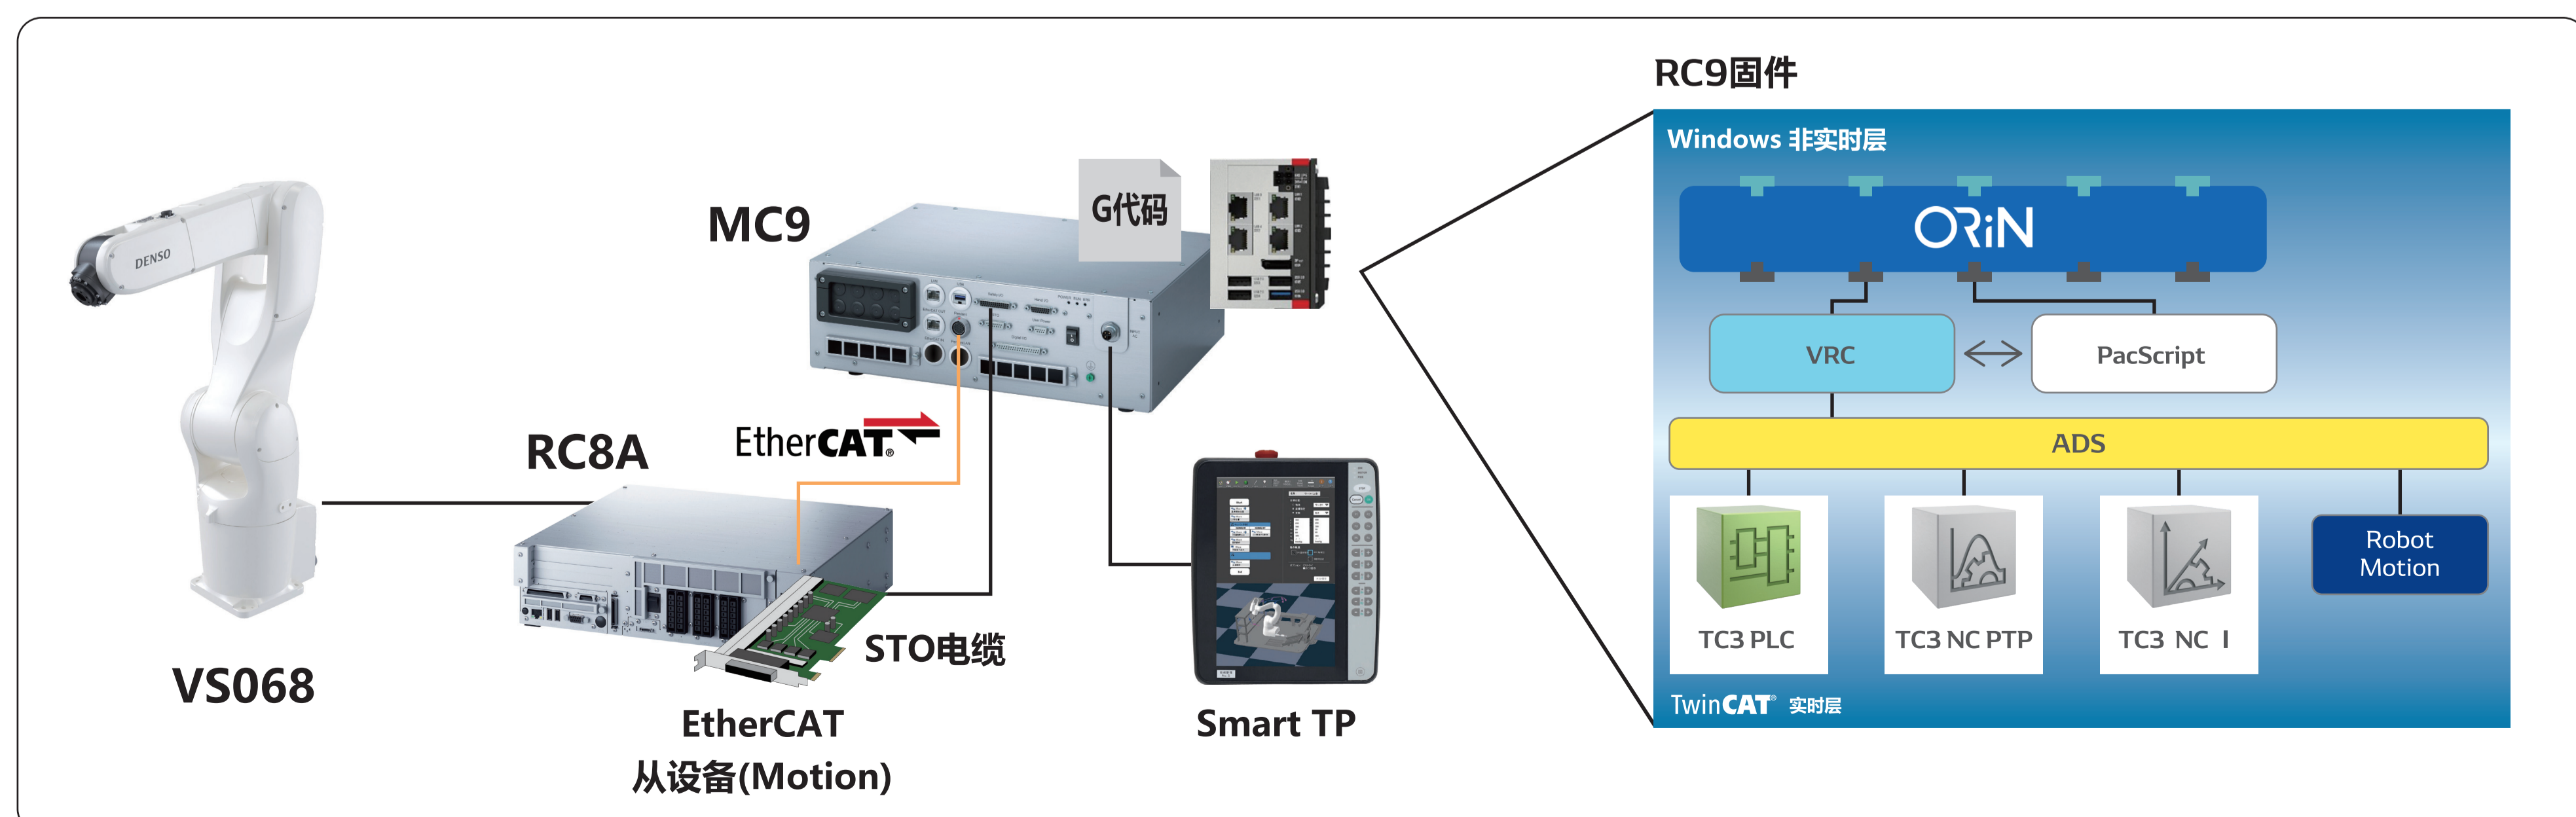 RC9固件
Windows 非实时层
G代码
MC9
ORiN
DENSO
VRC
PacScript
EtherCAT®
RC8A
ADS
Robot
Motion
STO电缆
TC3 PLC
TC3 NC PTP
TC3 NC I
VS068
TwinCAT® 实时层
EtherCAT
从设备(Motion)
Smart TP